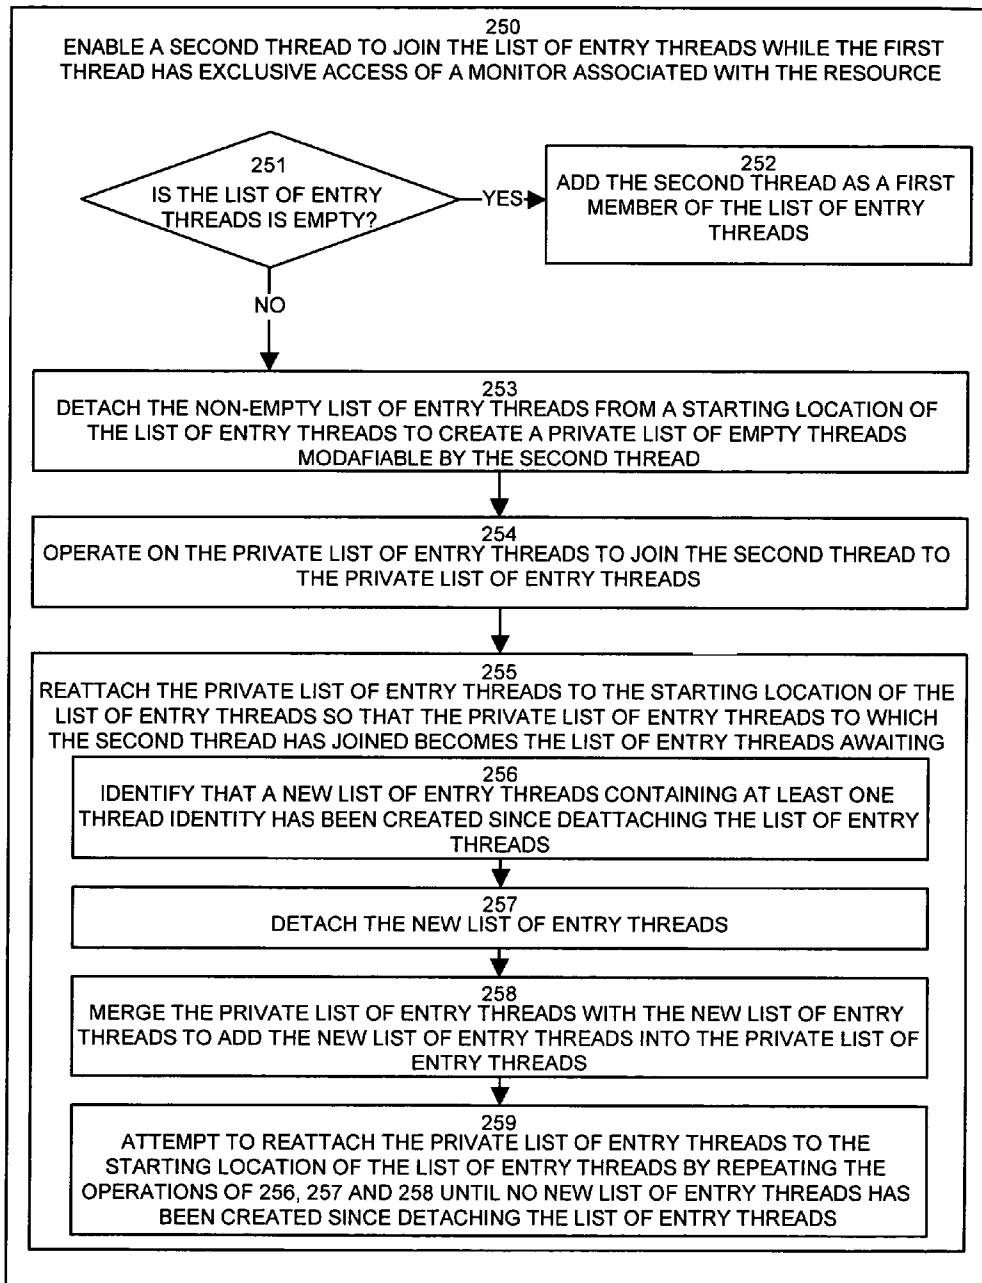 250
ENABLE A SECOND THREAD TO JOIN THE LIST OF ENTRY THREADS WHILE THE FIRST
THREAD HAS EXCLUSIVE ACCESS OF A MONITOR ASSOCIATED WITH THE RESOURCE
251
IS THE LIST OF ENTRY
THREADS IS EMPTY?
YES
252
ADD THE SECOND THREAD AS A FIRST
MEMBER OF THE LIST OF ENTRY
THREADS
NO
253
DETACH THE NON-EMPTY LIST OF ENTRY THREADS FROM A STARTING LOCATION OF
THE LIST OF ENTRY THREADS TO CREATE A PRIVATE LIST OF EMPTY THREADS
MODAFIABLE BY THE SECOND THREAD
254
OPERATE ON THE PRIVATE LIST OF ENTRY THREADS TO JOIN THE SECOND THREAD TO
THE PRIVATE LIST OF ENTRY THREADS
255
REATTACH THE PRIVATE LIST OF ENTRY THREADS TO THE STARTING LOCATION OF THE
LIST OF ENTRY THREADS SO THAT THE PRIVATE LIST OF ENTRY THREADS TO WHICH
THE SECOND THREAD HAS JOINED BECOMES THE LIST OF ENTRY THREADS AWAITING
256
IDENTIFY THAT A NEW LIST OF ENTRY THREADS CONTAINING AT LEAST ONE
THREAD IDENTITY HAS BEEN CREATED SINCE DEATTACHING THE LIST OF ENTRY
THREADS
257
DETACH THE NEW LIST OF ENTRY THREADS
258
MERGE THE PRIVATE LIST OF ENTRY THREADS WITH THE NEW LIST OF ENTRY
THREADS TO ADD THE NEW LIST OF ENTRY THREADS INTO THE PRIVATE LIST OF
ENTRY THREADS
259
ATTEMPT TO REATTACH THE PRIVATE LIST OF ENTRY THREADS TO THE
STARTING LOCATION OF THE LIST OF ENTRY THREADS BY REPEATING THE
OPERATIONS OF 256, 257 AND 258 UNTIL NO NEW LIST OF ENTRY THREADS HAS
BEEN CREATED SINCE DETACHING THE LIST OF ENTRY THREADS